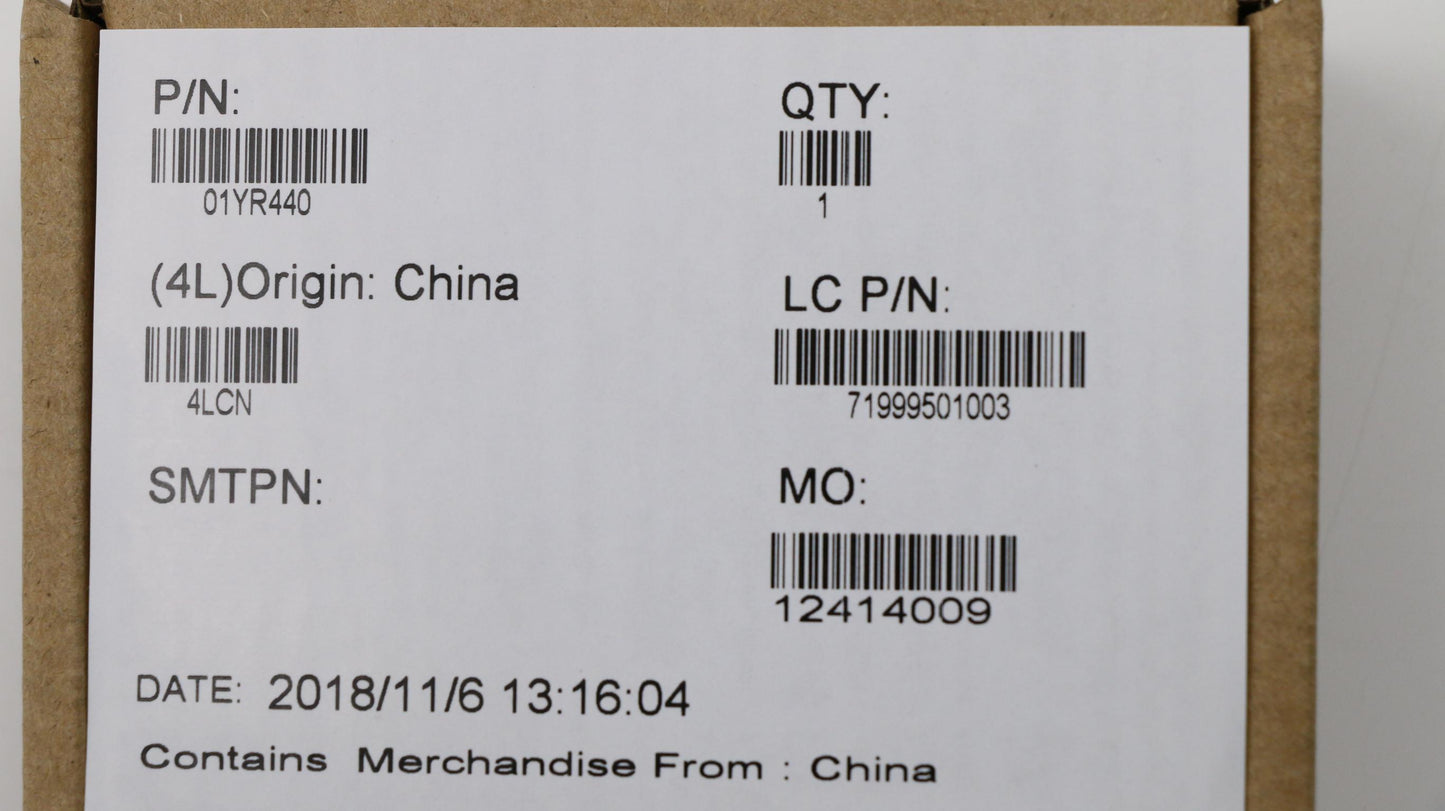 P/N:
QTY:
01YR440
1
(4L)Origin: China
LC P/N:
4LCN
71999501003
SMTPN:
MO:
12414009
DATE: 2018/11/6 13:16:04
Contains Merchandise From : China